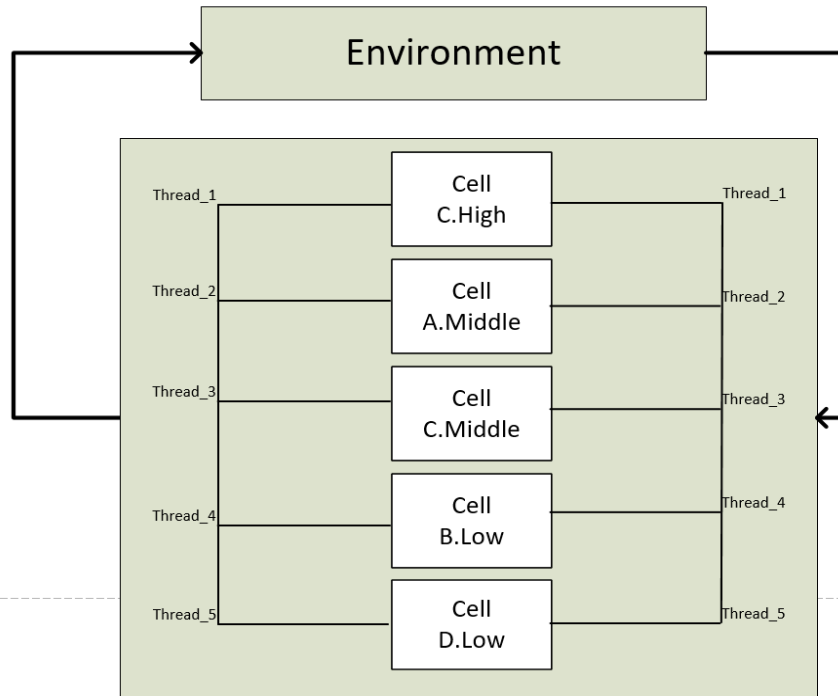 Environment
Thread_1
Cell
C.High
Thread_1
Thread_2
Cell
A.Middle
Thread_2
Thread_3
Cell
C.Middle
Thread_3
Thread_4
Cell
B.Low
Thread_4
Thread_5
Cell
D.Low
Thread_5